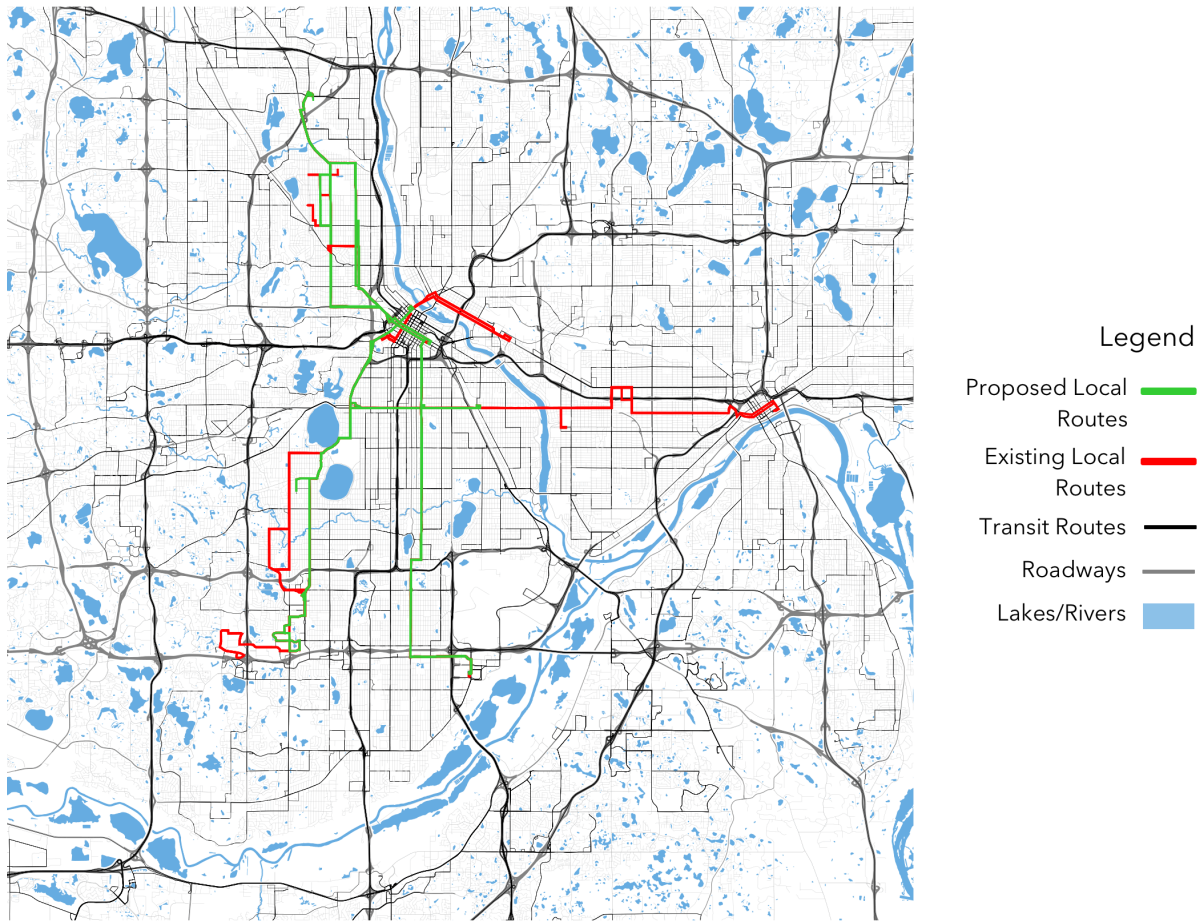 Legend
Proposed Local
Routes
Existing Local
Routes
Transit Routes
Roadways
Lakes/Rivers